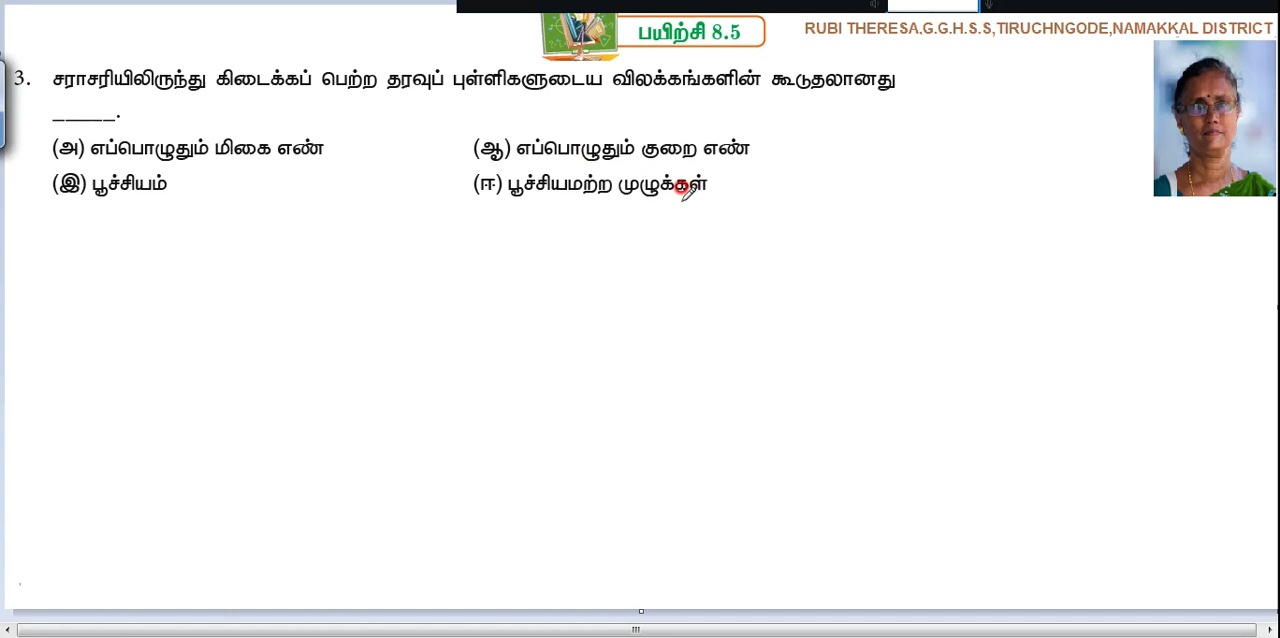 பயிற்சி 8.5
RUBI THERESA,G.G.H.S.S,TIRUCHNGODE,NAMAKKAL DISTRICT
3. சராசரியிலிருந்து கிடைக்கப் பெற்ற தரவுப் புள்ளிகளுடைய விலக்கங்களின் கூடுதலானது
_____.
(அ) எப்பொழுதும் மிகை எண் (ஆ) எப்பொழுதும் குறை எண்
(இ) பூச்சியம் (ஈ) பூச்சியமற்ற முழுக்கள்